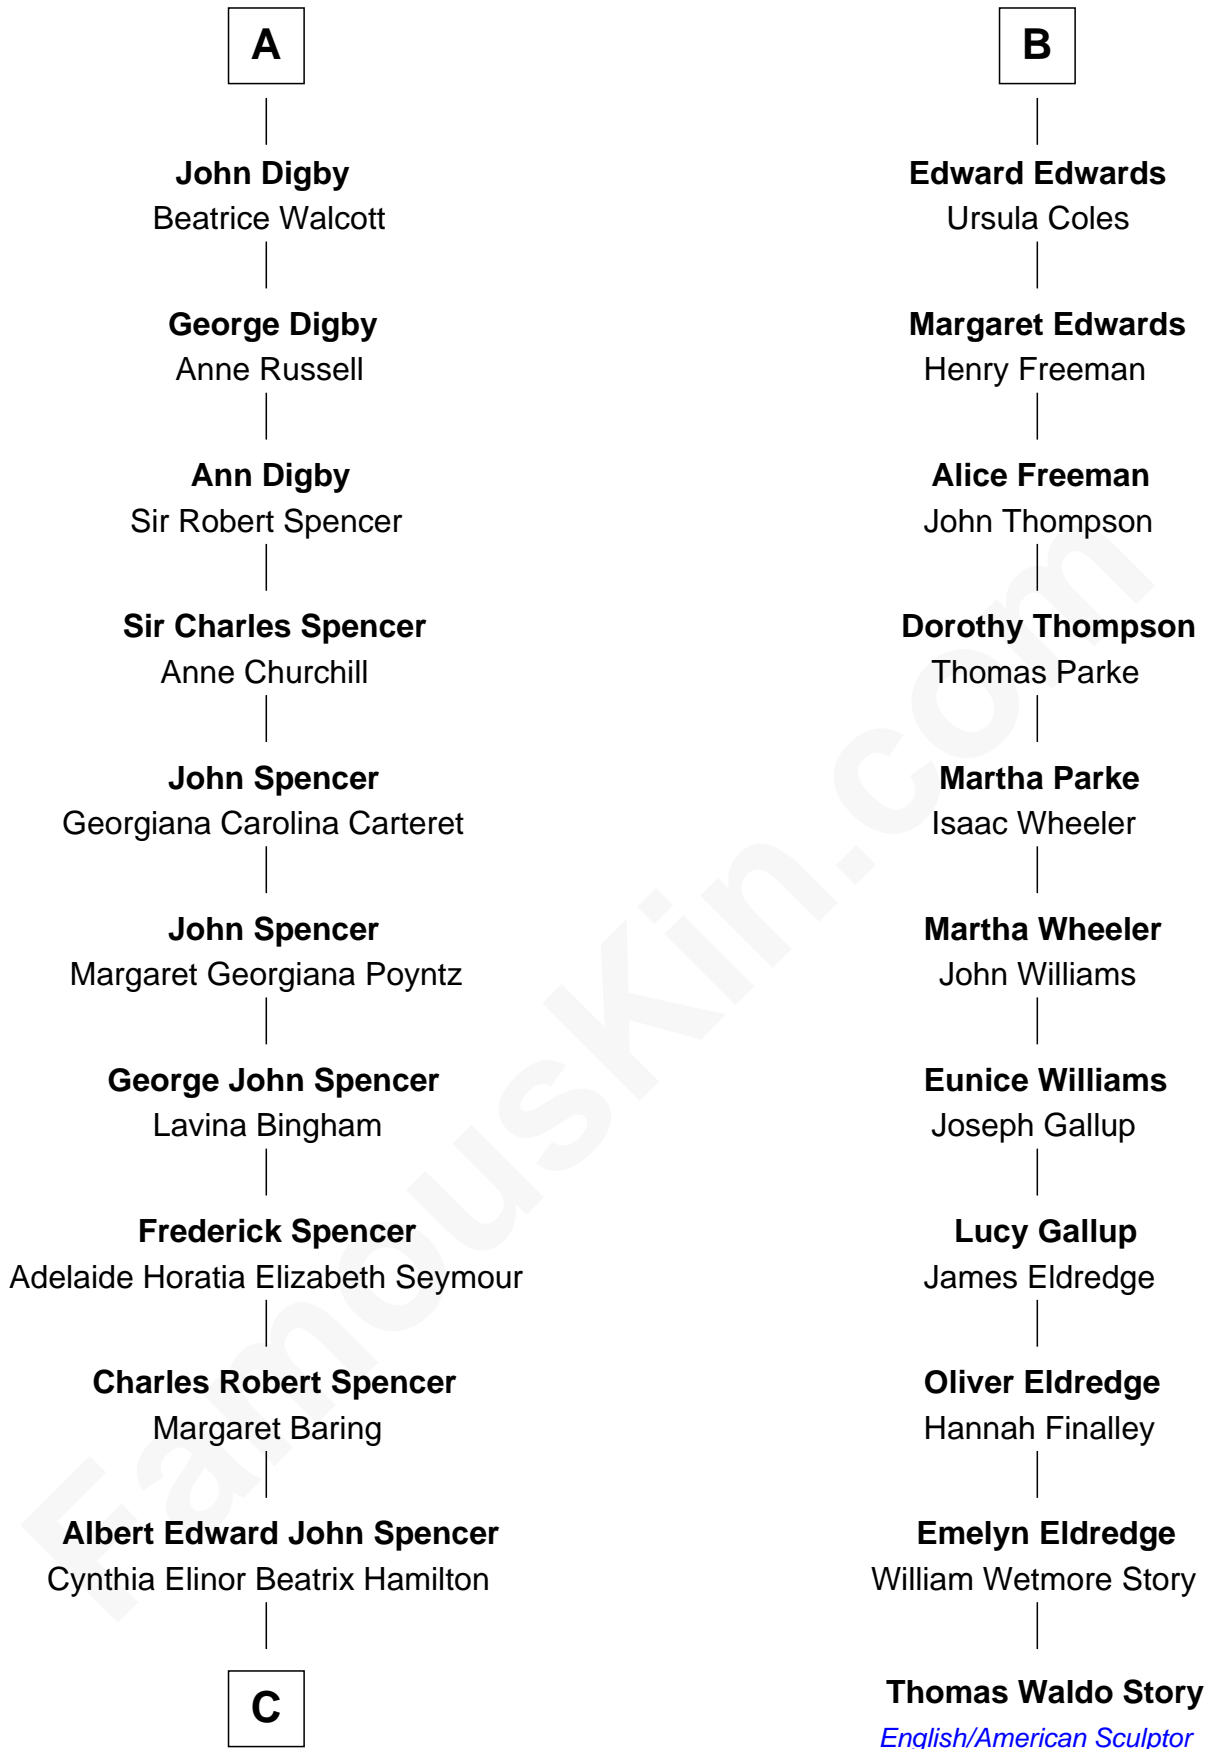 A
John Digby
Beatrice Walcott
George Digby
Anne Russell
Ann Digby
Sir Robert Spencer
Sir Charles Spencer
Anne Churchill
John Spencer
Georgiana Carolina Carteret
John Spencer
Margaret Georgiana Poyntz
George John Spencer
Lavina Bingham
Frederick Spencer
Adelaide Horatia Elizabeth Seymour
Charles Robert Spencer
Margaret Baring
Albert Edward John Spencer
Cynthia Elinor Beatrix Hamilton
C
B
Edward Edwards
Ursula Coles
Margaret Edwards
Henry Freeman
Alice Freeman
John Thompson
Dorothy Thompson
Thomas Parke
Martha Parke
Isaac Wheeler
Martha Wheeler
John Williams
Eunice Williams
Joseph Gallup
Lucy Gallup
James Eldredge
Oliver Eldredge
Hannah Finalley
Emelyn Eldredge
William Wetmore Story
Thomas Waldo Story
English/American Sculptor
FamousKin.com